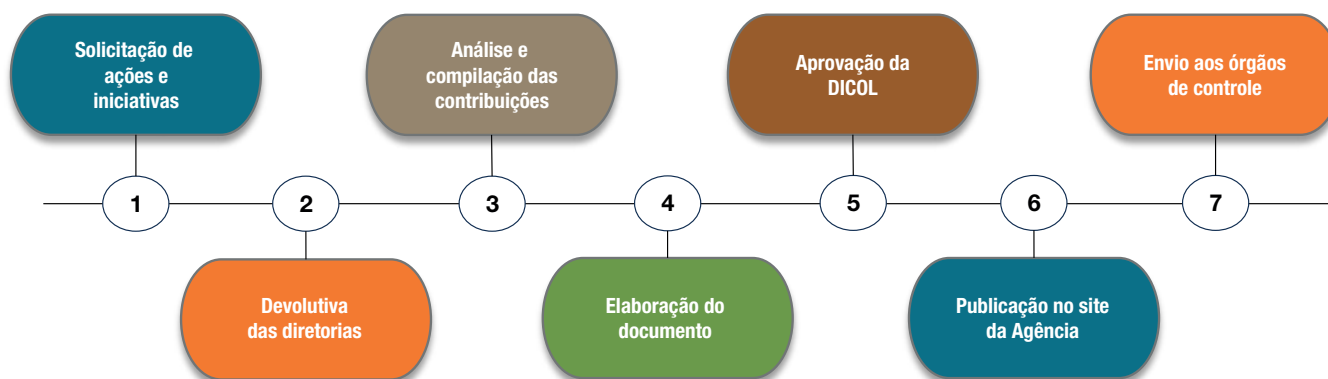 Solicitação de
ações e
iniciativas
Análise e
compilação das
contribuições
Aprovação da
DICOL
Envio aos órgãos
de controle
1
2
3
4
5
6
7
Devolutiva
das diretorias
Elaboração do
documento
Publicação no site
da Agência